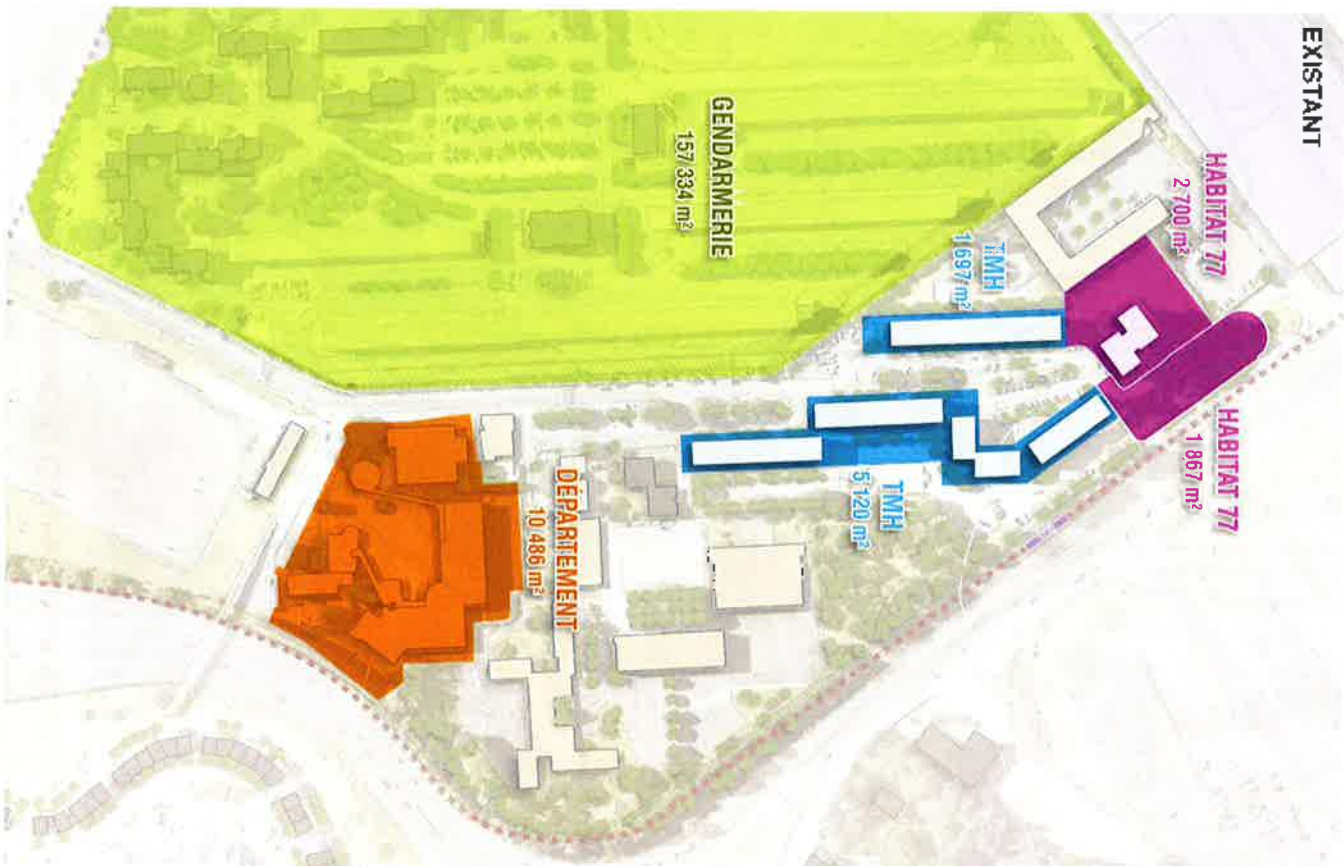 EXISTANT
HABITAT 77
2 700 m²
HABITAT 77
1 867 m²
TMH
1 697 m²
TMH
5 120 m²
GENDARMERIE
157 334 m²
DÉPARTEMENT
10 486 m²